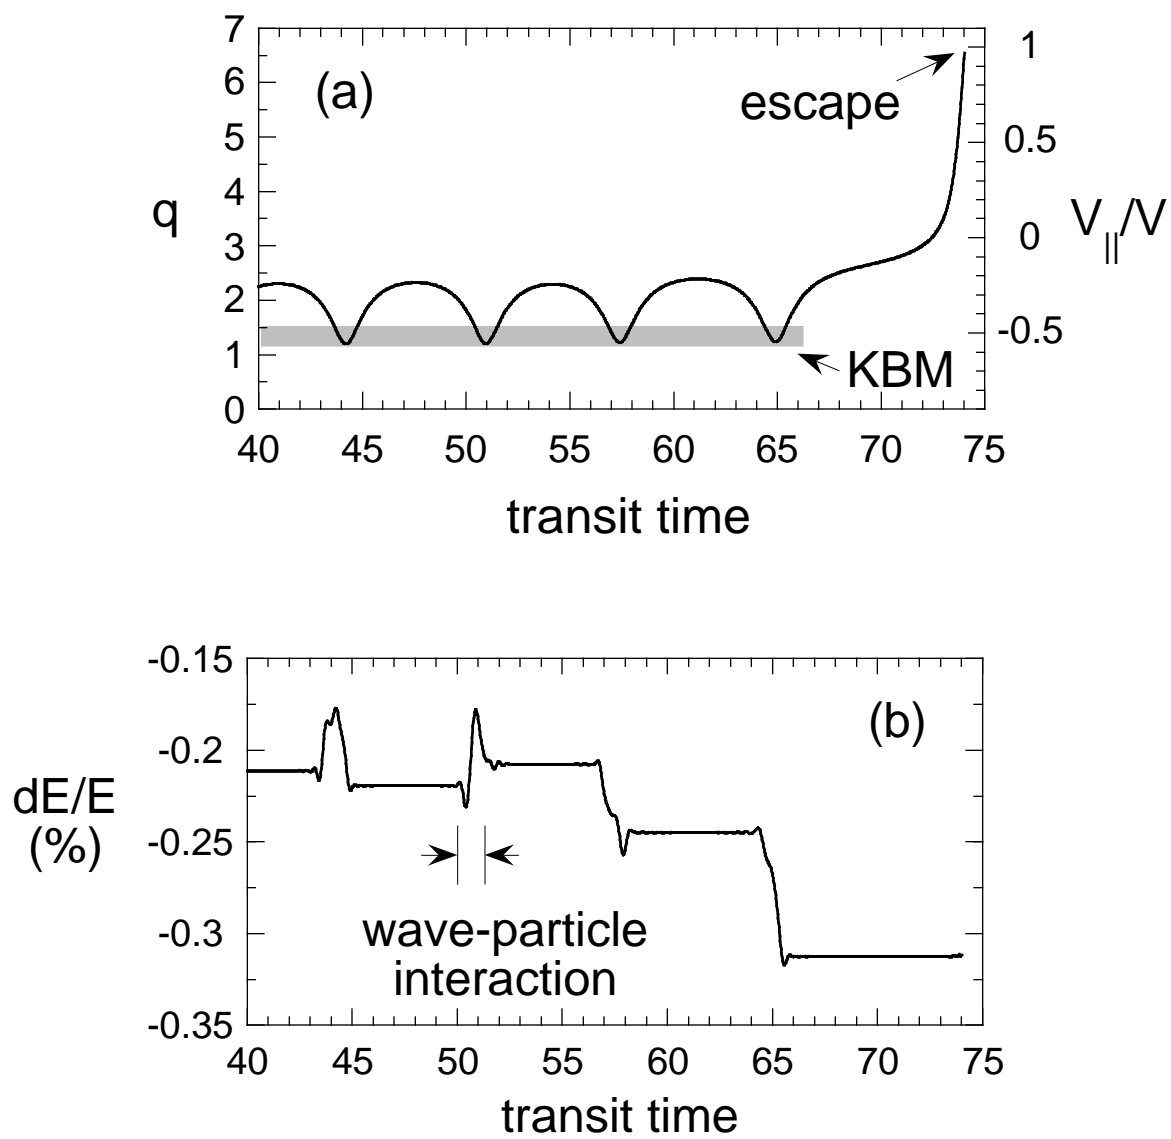 7
6
5
4
3
2
1
0
q
(a)
escape
KBM
1
0.5
0
-0.5
V||/V
40 45 50 55 60 65 70 75
transit time
-0.15
-0.2
-0.25
-0.3
-0.35
dE/E
(%)
(b)
wave-particle
interaction
40 45 50 55 60 65 70 75
transit time